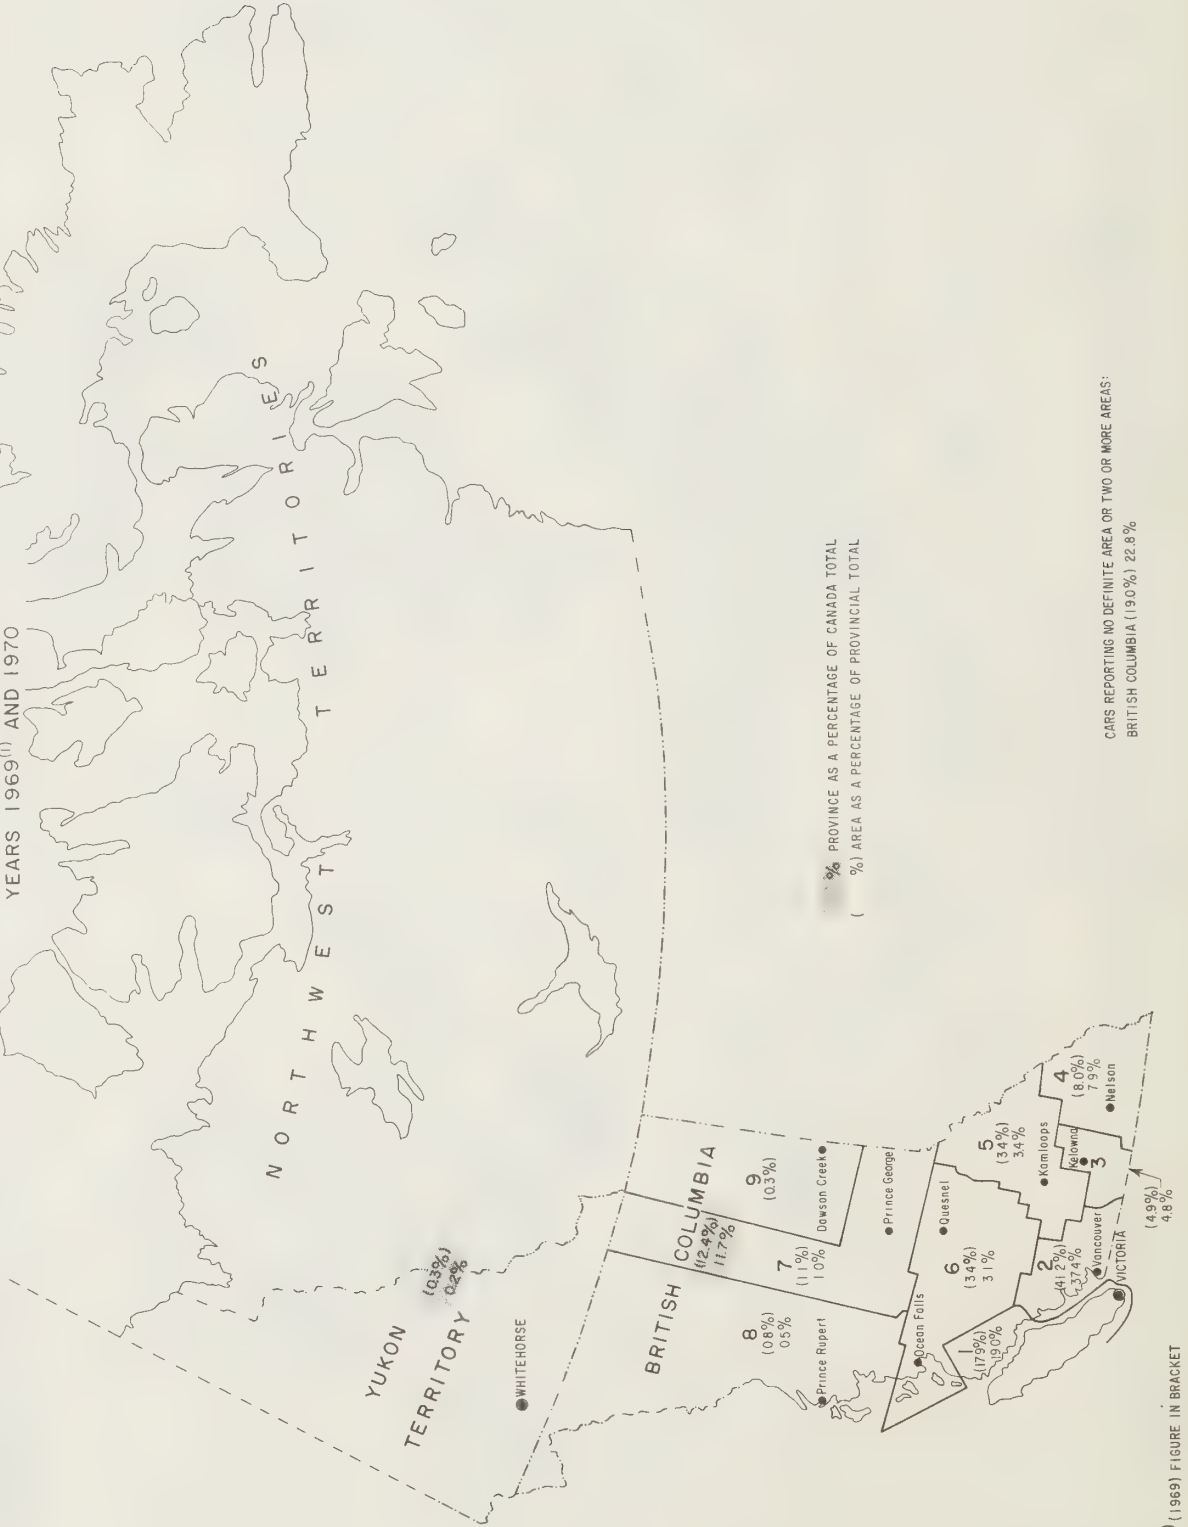 YEARS 1969(1) AND 1970
NORTHWEST TERRITORIES
YUKON
TERRITORY
(0.3%)
0.2%
WHITEHORSE
BRITISH COLUMBIA
(12.4%)
11.7%
9
(0.3%)
Dawson Creek
8
(0.8%)
0.5%
Prince Rupert
7
(1.1%)
1.0%
Prince George
Ocean Falls
6
(3.4%)
3.1%
Quesnel
5
(3.4%)
3.4%
Kamloops
4
(8.0%)
7.9%
Nelson
Kelowna
3
(4.9%)
4.8%
2
(41.2%)
37.4%
Vancouver
1
(17.9%)
19.0%
VICTORIA
% PROVINCE AS A PERCENTAGE OF CANADA TOTAL
( %) AREA AS A PERCENTAGE OF PROVINCIAL TOTAL
CARS REPORTING NO DEFINITE AREA OR TWO OR MORE AREAS:
BRITISH COLUMBIA (19.0%) 22.8%
) (1969) FIGURE IN BRACKET